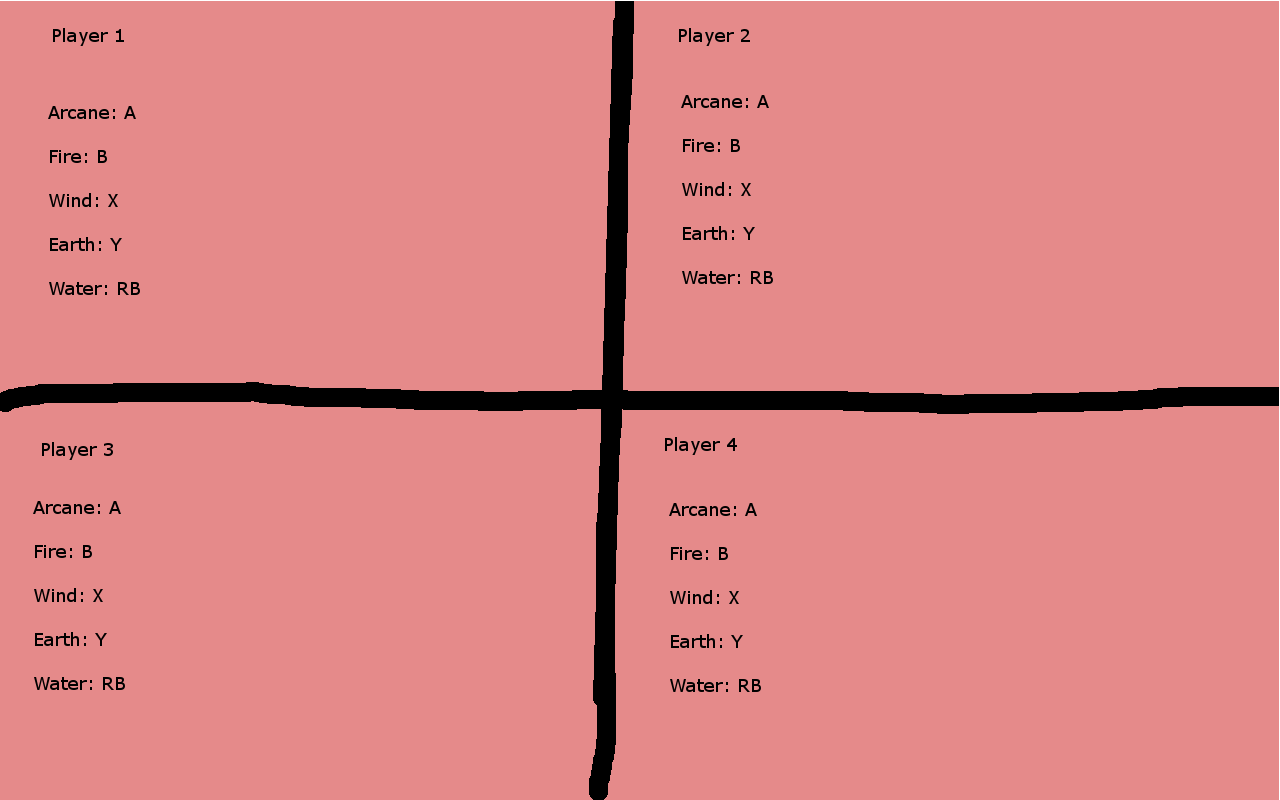 Player 1
Arcane: A
Fire: B
Wind: X
Earth: Y
Water: RB
Player 2
Arcane: A
Fire: B
Wind: X
Earth: Y
Water: RB
Player 3
Arcane: A
Fire: B
Wind: X
Earth: Y
Water: RB
Player 4
Arcane: A
Fire: B
Wind: X
Earth: Y
Water: RB